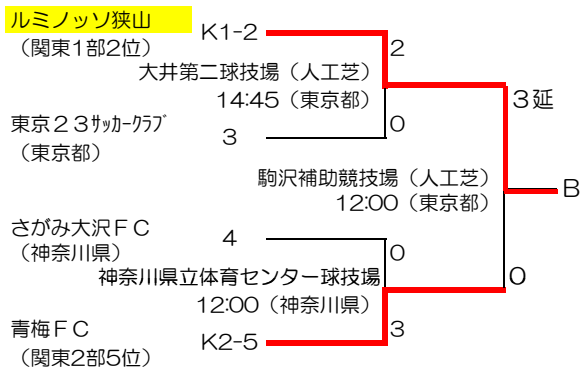 ルミノッソ狭山
（関東1部2位）
K1-2
2
大井第二球技場（人工芝）
14:45（東京都）
3延
東京２３ｻｯｶｰｸﾗﾌﾞ
（東京都）
3
0
駒沢補助競技場（人工芝）
12:00（東京都）
B
さがみ大沢ＦＣ
（神奈川県）
4
0
神奈川県立体育センター球技場
12:00（神奈川県）
0
青梅ＦＣ
（関東2部5位）
K2-5
3